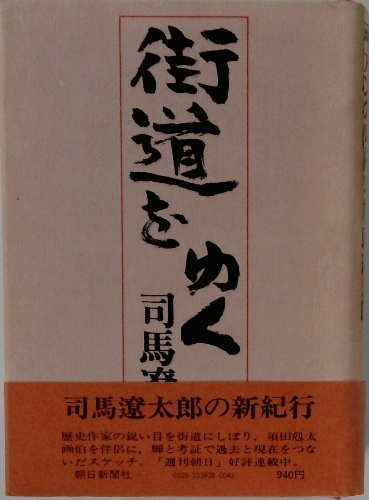 街道をゆく
司馬遼
司馬遼太郎の新紀行
歴史作家の鋭い目を街道にしぼり，須田剋太
画伯を伴侶に，脚と考証で過去と現在をつな
いだスケッチ。「週刊朝日」好評連載中。
朝日新聞社
0326-253828-0042
940円